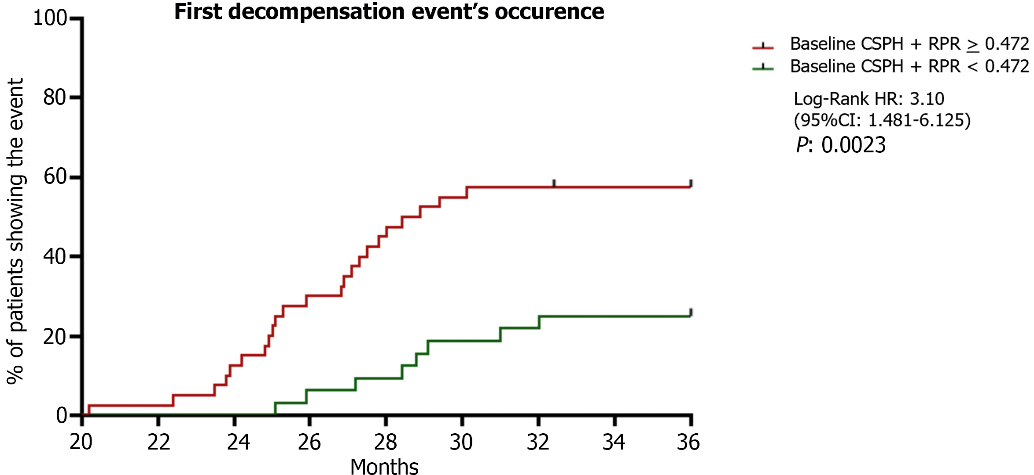 First decompensation event's occurence
% of patients showing the event
100
80
60
40
20
0
20 22 24 26 28 30 32 34 36
Months
Baseline CSPH + RPR ≥ 0.472
Baseline CSPH + RPR < 0.472
Log-Rank HR: 3.10
(95%CI: 1.481-6.125)
P: 0.0023